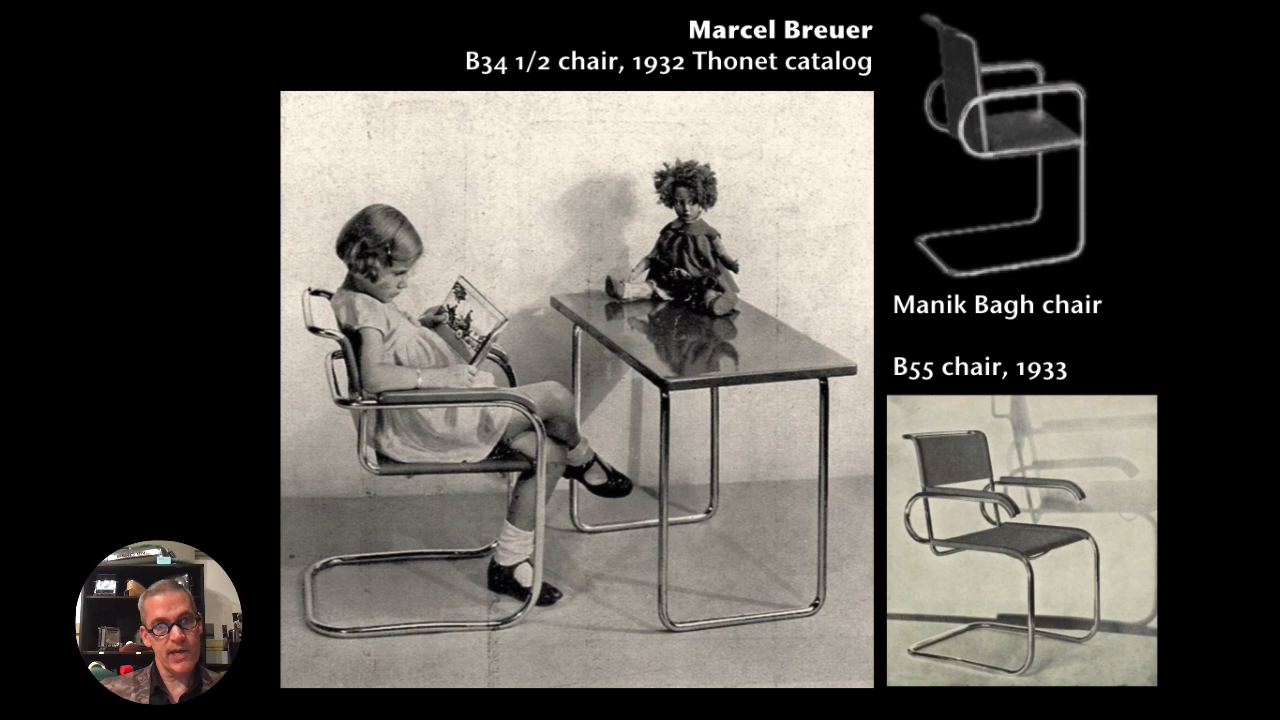 Marcel Breuer
B34 1/2 chair, 1932 Thonet catalog
Manik Bagh chair
B55 chair, 1933